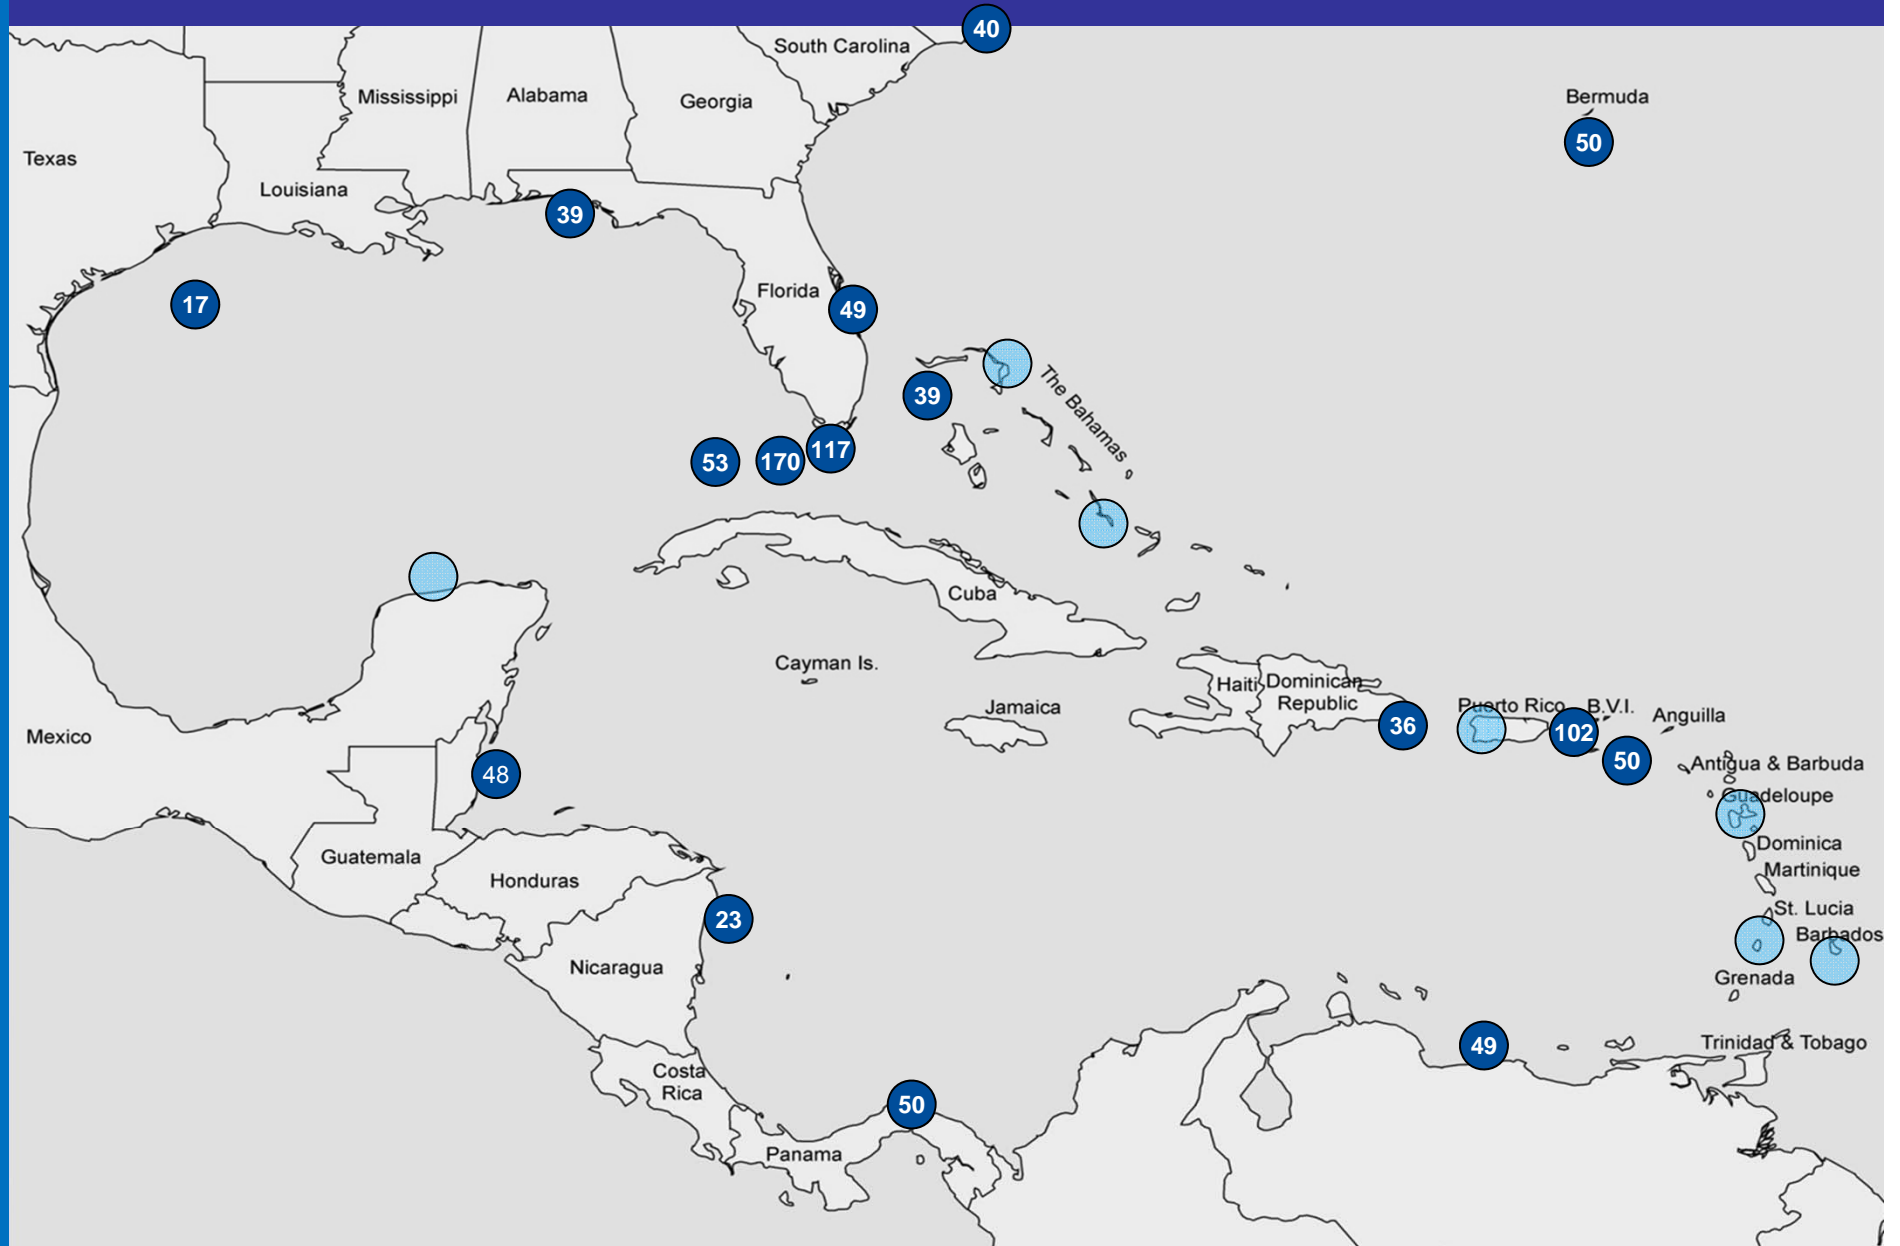 40
South Carolina
Mississippi
Alabama
Georgia
Bermuda
50
Texas
Louisiana
39
17
Florida
49
The Bahamas
39
53
170
117
Cuba
Cayman Is.
Haiti
Dominican
Republic
Jamaica
36
Puerto Rico
102
B.V.I.
Anguilla
50
Mexico
48
Antigua & Barbuda
Guadeloupe
Dominica
Martinique
Guatemala
Honduras
23
St. Lucia
Barbados
Nicaragua
Grenada
49
Trinidad & Tobago
Costa
Rica
50
Panama